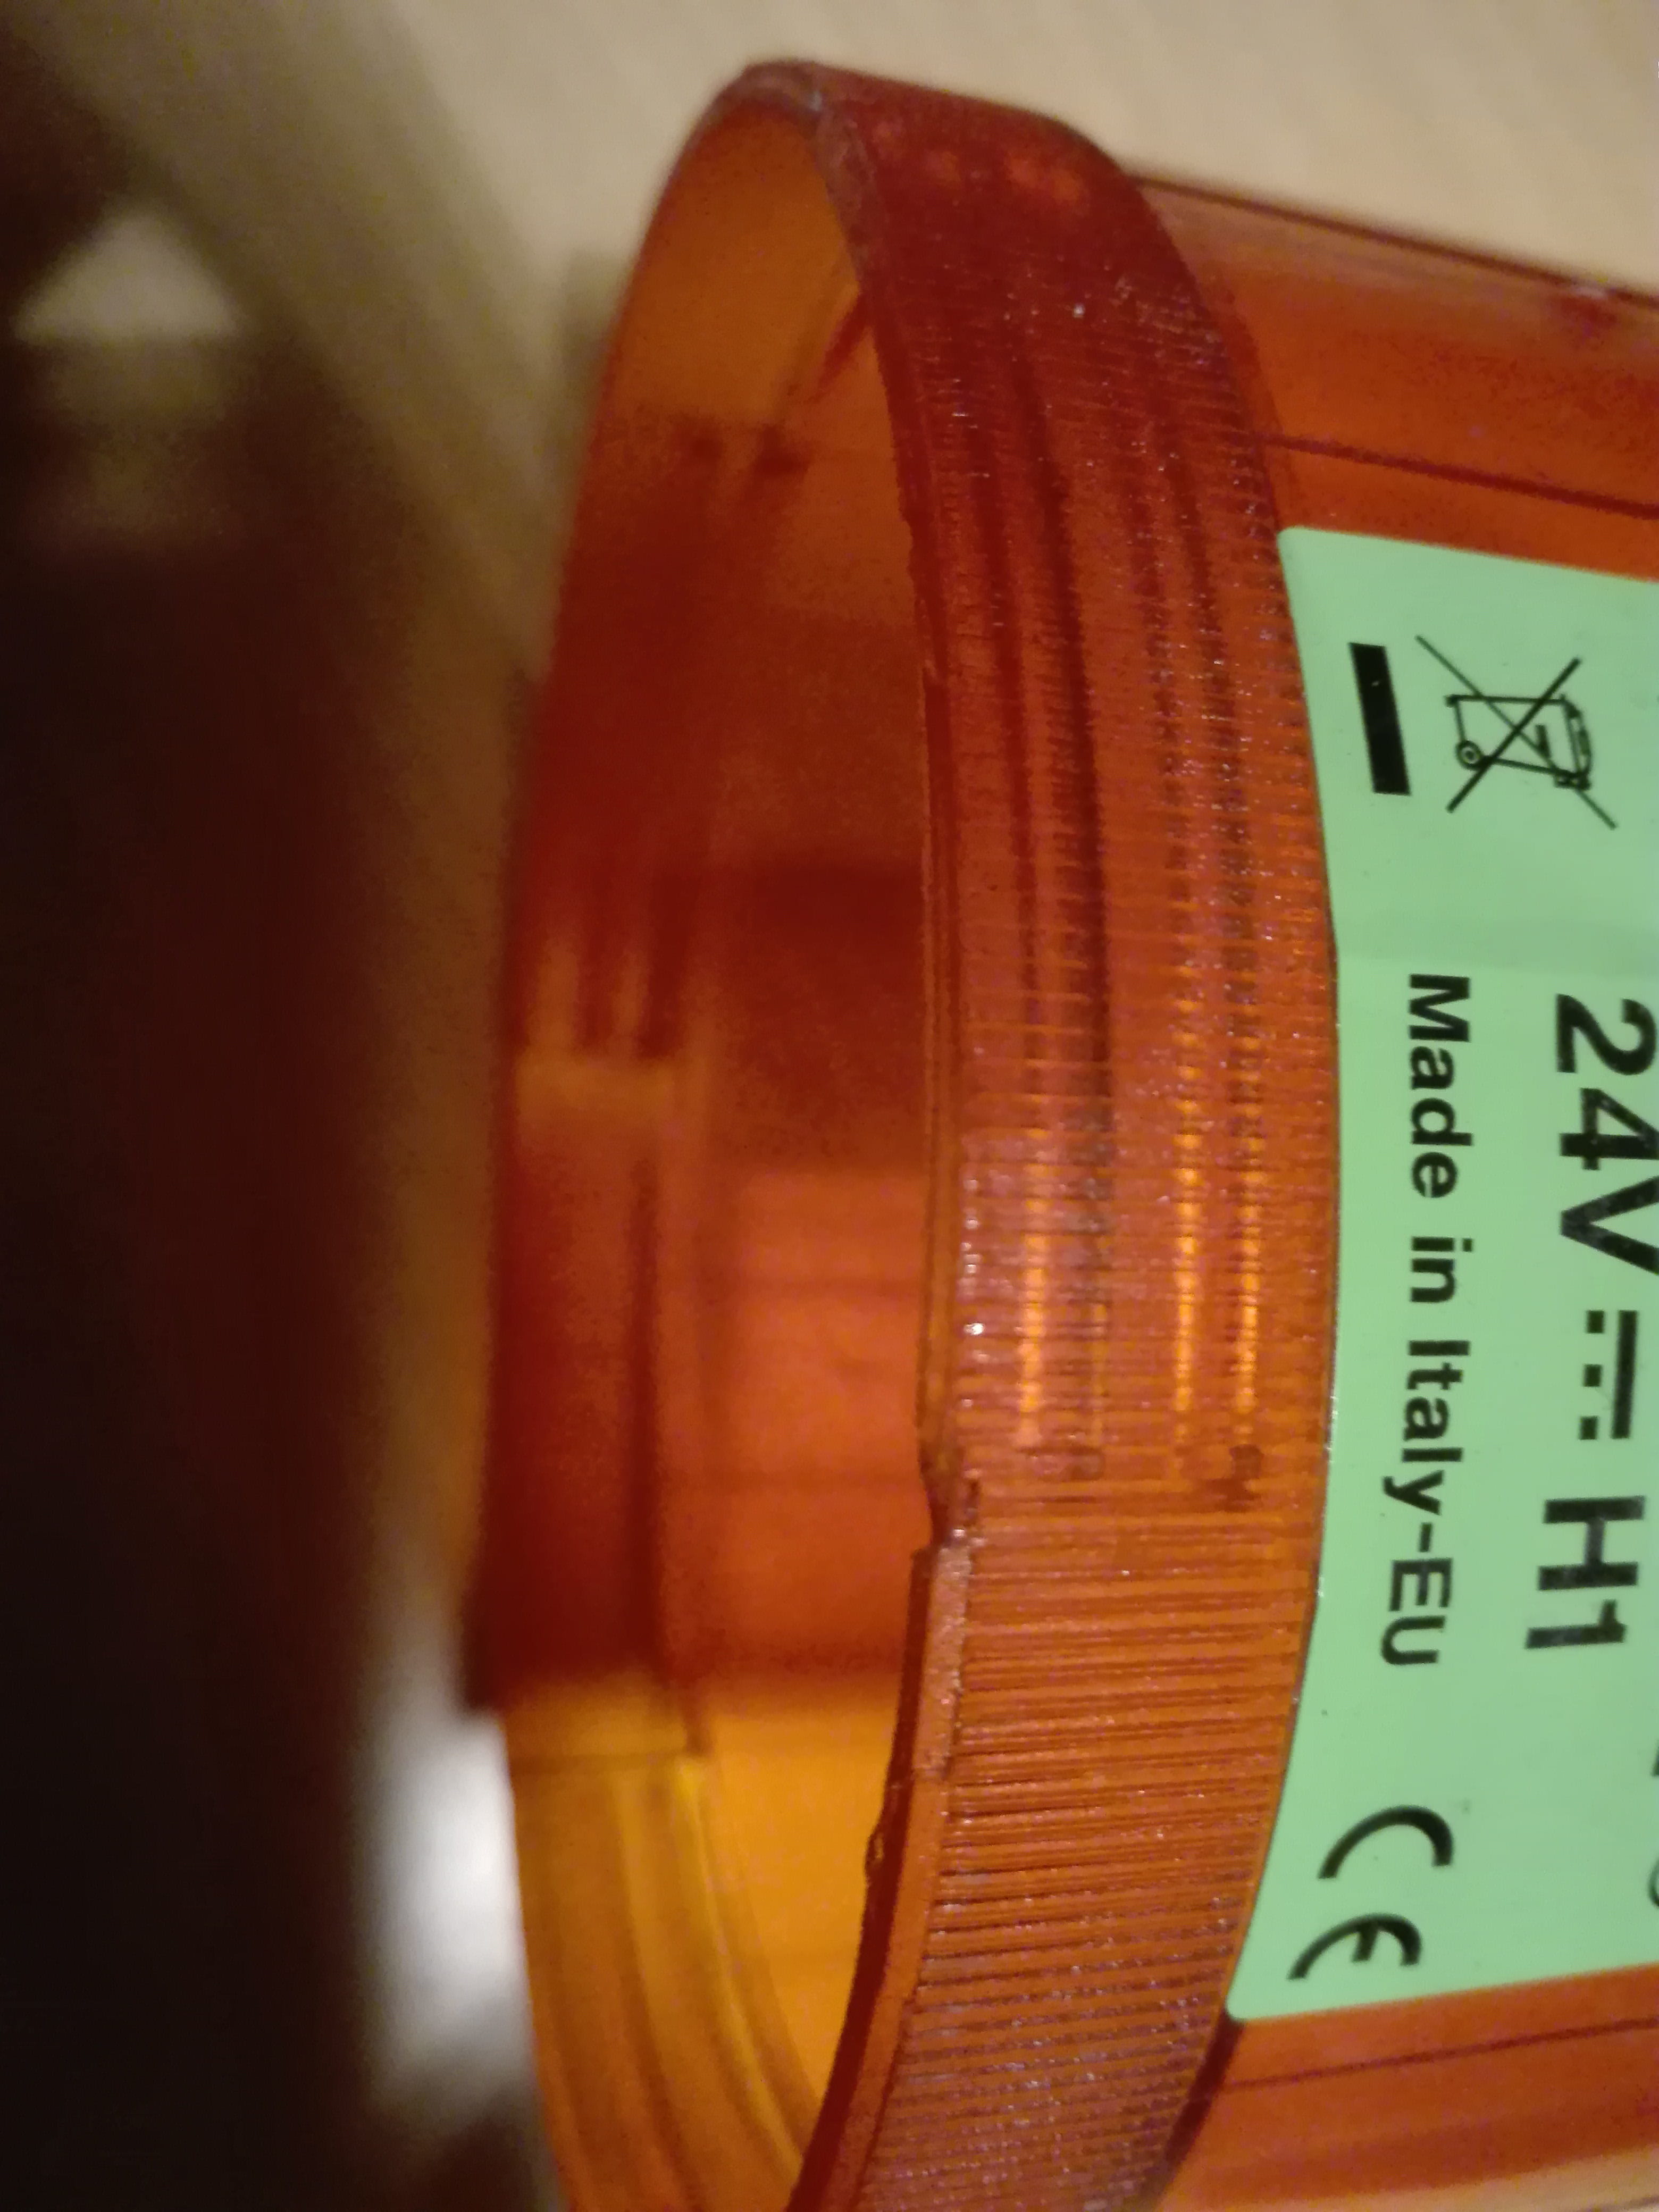 24V ⎓ H1
Made in Italy-EU
CE